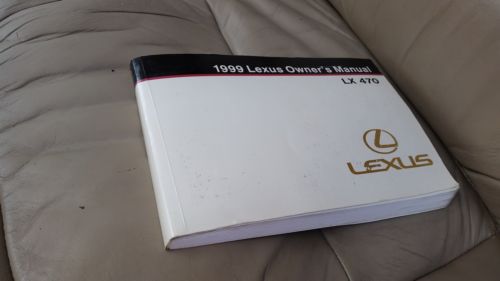 1999 Lexus Owner's Manual
LX 470
LEXUS